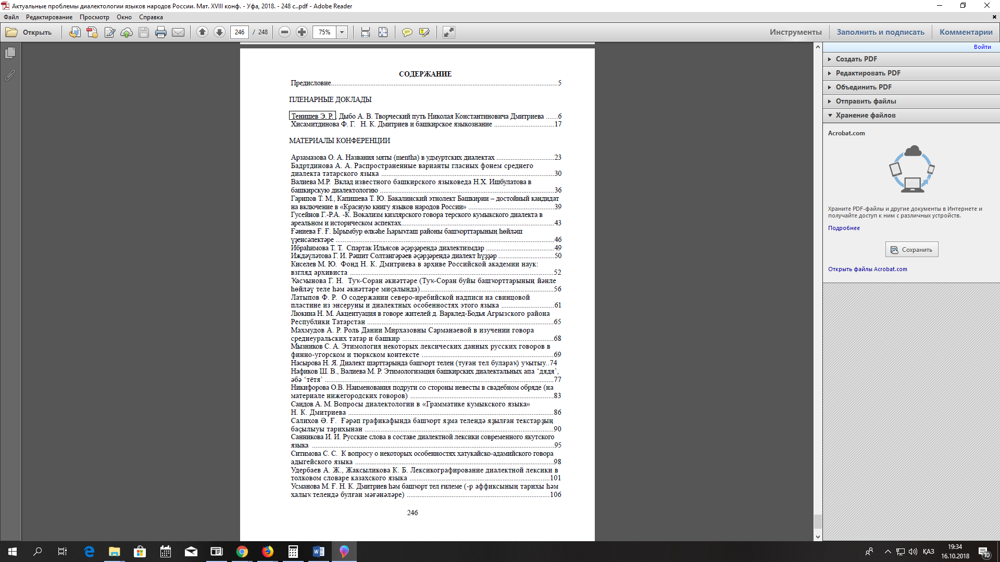 Актуальные проблемы диалектологии языков народов России. Мат. XVIII конф. - Уфа, 2018. - 248 с..pdf - Adobe Reader
Файл Редактирование Просмотр Окно Справка
Открыть 246 / 248 75% Инструменты Заполнить и подписать Комментарии
СОДЕРЖАНИЕ
Предисловие....................5
ПЛЕНАРНЫЕ ДОКЛАДЫ
Тенишев Э. Р. Дыбо А. В. Творческий путь Николая Константиновича Дмитриева ......6
Хисамитдинова Ф. Г. Н. К. Дмитриев и башкирское языкознание ....................17
МАТЕРИАЛЫ КОНФЕРЕНЦИИ
Арзамазова О. А. Названия мяты (mentha) в удмуртских диалектах ....................23
Бадртдинова А. А. Распространенные варианты гласных фонем среднего
диалекта татарского языка ....................30
Валиева М.Р. Вклад известного башкирского языковеда Н.Х. Ишбулатова в
башкирскую диалектологию ....................36
Гарипов Т. М., Капишева Т. Ю. Бакалинский этнолект Башкирии – достойный кандидат
на включение в «Красную книгу языков народов России» ....................39
Гусейнов Г.-Р.А. -К. Вокализм кизлярского говора терского кумыкского диалекта в
ареальном и историческом аспектах....................43
Ғәниева Ғ. Ғ. Ырымбур өлкәһе Һарыҡташ районы башҡорттарының һөйләш
үҙенсәлектәре ....................46
Ибраһимова Т. Т. Спартак Ильясов әҫәрҙәрендә диалектизмдар ....................49
Иждәүләтова Г. И. Рәшит Солтангәрәев әҫәрҙәрендә диалект һүҙҙәр ....................50
Киселев М. Ю. Фонд Н. К. Дмитриева в архиве Российской академии наук:
взгляд архивиста ....................52
Ҡасҡынова Г. Н. Туҡ-Соран әкиәттәре (Туҡ-Соран буйы башҡорттарының йәнле
һөйләү теле һәм әкиәттәре миҫалында)....................56
Латыпов Ф. Р. О содержании северо-иребийской надписи на свинцовой
пластине из энсеруны и диалектных особенностях этого языка ....................61
Люкина Н. М. Акцентуация в говоре жителей д. Варклед-Бодья Агрызского района
Республики Татарстан ....................65
Махмудов А. Р. Роль Дании Мирхазовны Сарманаевой в изучении говора
среднеуральских татар и башкир ....................68
Мызников С. А. Этимология некоторых лексических данных русских говоров в
финно-угорском и тюркском контексте ....................69
Насырова Н. Я. Диалект шарттарында башҡорт телен (туған тел булараҡ) уҡытыу..74
Нафиков Ш. В., Валиева М. Р. Этимологизация башкирских диалектальных апа ‘дядя’,
әбә ‘тётя’ ....................77
Никифорова О.В. Наименования подруги со стороны невесты в свадебном обряде (на
материале нижегородских говоров) ....................83
Саидов А. М. Вопросы диалектологии в «Грамматике кумыкского языка»
Н. К. Дмитриева ....................86
Салихов Ә. Ғ. Ғәрәп графикафында башҡорт яҙма телендә яҙылған текстарҙың
баҫылыуы тарихынан ....................90
Санникова И. И. Русские слова в составе диалектной лексики современного якутского
языка ....................95
Ситимова С. С. К вопросу о некоторых особенностях хатукайско-адамийского говора
адыгейского языка ....................98
Удербаев А. Ж., Жаксыликова К. Б. Лексикографирование диалектной лексики в
толковом словаре казахского языка ....................101
Усманова М. Ғ. Н. К. Дмитриев һәм башҡорт тел ғилеме (-р аффиксының тарихы һәм
халыҡ телендә булған мәғәнәләре) ....................106
246
Войти
Создать PDF
Редактировать PDF
Объединить PDF
Отправить файлы
Хранение файлов
Acrobat.com
Храните PDF-файлы и другие документы в Интернете и
получайте доступ к ним с различных устройств.
Подробнее
Сохранить
Открыть файлы Acrobat.com
ҚАЗ 19:34
16.10.2018
10